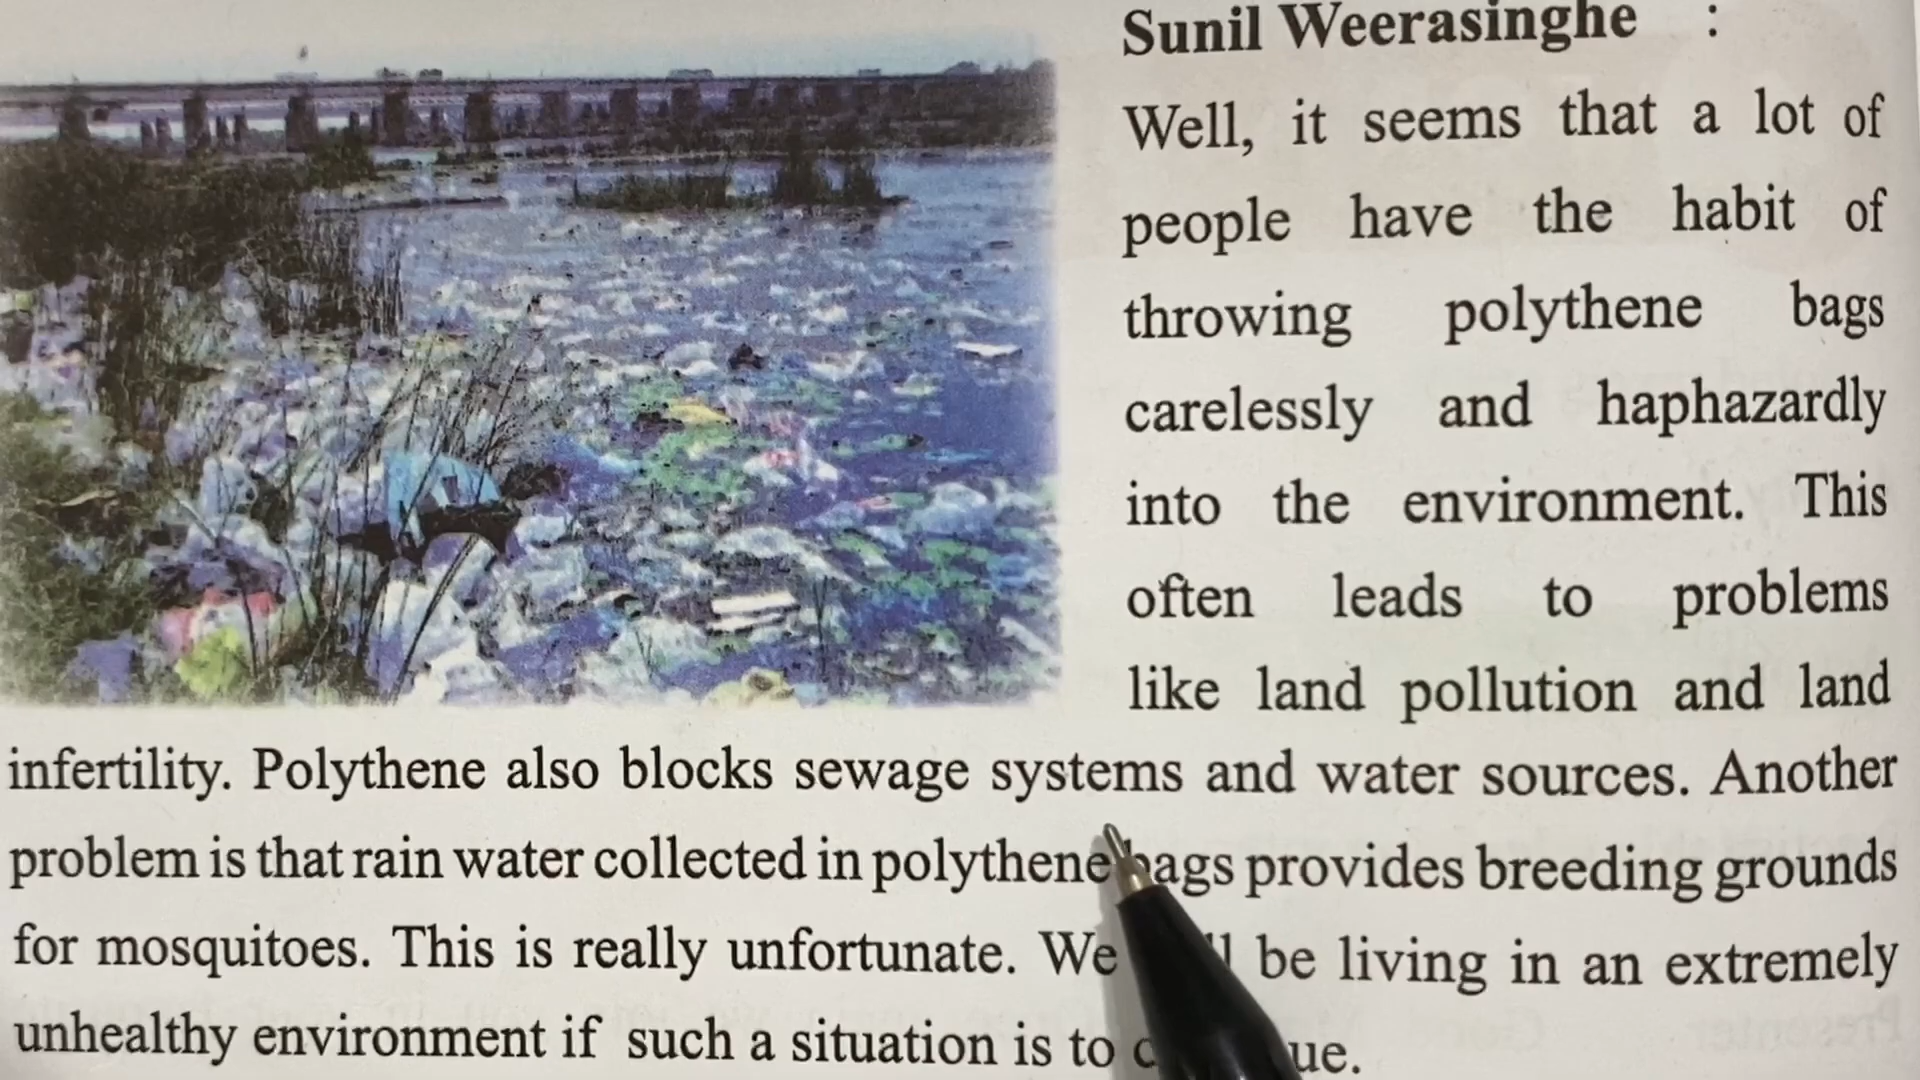 Sunil Weerasinghe :
Well, it seems that a lot of
people have the habit of
throwing polythene bags
carelessly and haphazardly
into the environment. This
often leads to problems
like land pollution and land
infertility. Polythene also blocks sewage systems and water sources. Another
problem is that rain water collected in polythene bags provides breeding grounds
for mosquitoes. This is really unfortunate. We be living in an extremely
unhealthy environment if such a situation is to